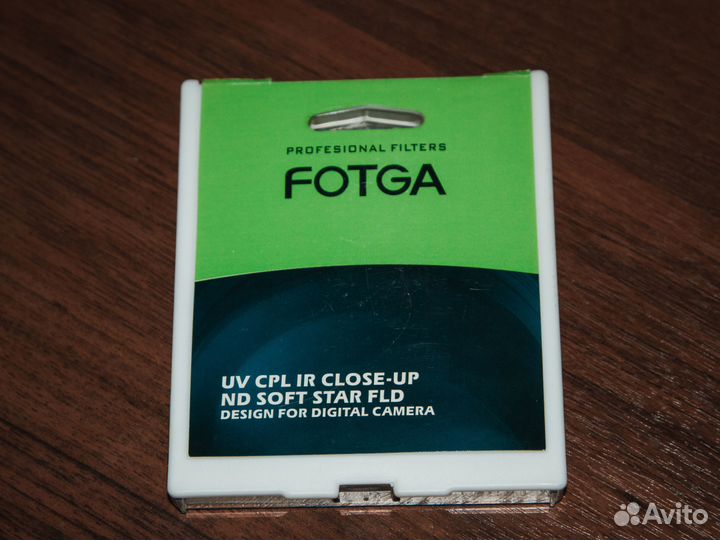 PROFESIONAL FILTERS
FOTGA
UV CPL IR CLOSE-UP
ND SOFT STAR FLD
DESIGN FOR DIGITAL CAMERA
Avito